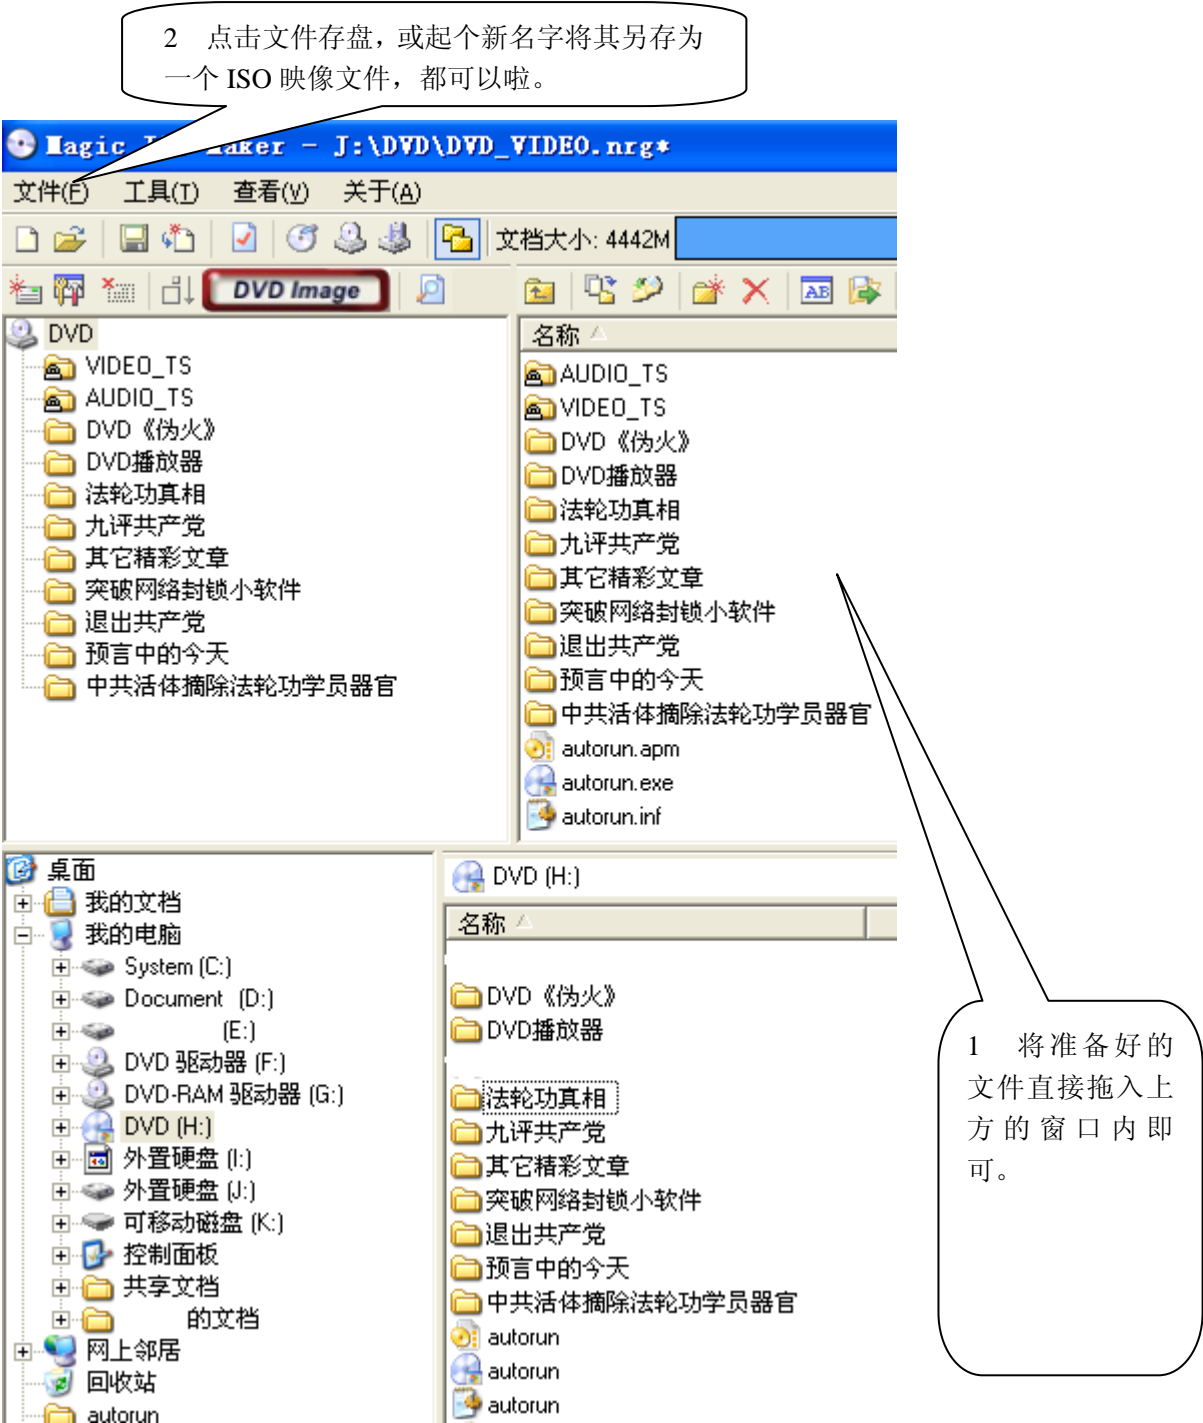 2 点击文件存盘，或起个新名字将其另存为
一个 ISO 映像文件，都可以啦。
Magic - J:\DVD\DVD_VIDEO.nrg*
文件(F) 工具(T) 查看(V) 关于(A)
文档大小: 4442M
DVD Image
DVD
VIDEO_TS
AUDIO_TS
DVD《伪火》
DVD播放器
法轮功真相
九评共产党
其它精彩文章
突破网络封锁小软件
退出共产党
预言中的今天
中共活体摘除法轮功学员器官
名称
AUDIO_TS
VIDEO_TS
DVD《伪火》
DVD播放器
法轮功真相
九评共产党
其它精彩文章
突破网络封锁小软件
退出共产党
预言中的今天
中共活体摘除法轮功学员器官
autorun.apm
autorun.exe
autorun.inf
桌面
我的文档
我的电脑
System (C:)
Document (D:)
(E:)
DVD 驱动器 (F:)
DVD-RAM 驱动器 (G:)
DVD (H:)
外置硬盘 (I:)
外置硬盘 (J:)
可移动磁盘 (K:)
控制面板
共享文档
的文档
网上邻居
回收站
autorun
DVD (H:)
名称
DVD《伪火》
DVD播放器
法轮功真相
九评共产党
其它精彩文章
突破网络封锁小软件
退出共产党
预言中的今天
中共活体摘除法轮功学员器官
autorun
autorun
autorun
1 将准备好的
文件直接拖入上
方的窗口内即
可。